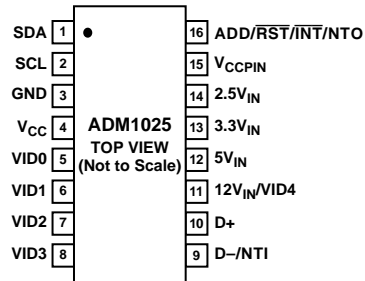 SDA 1 16 ADD/RST/INT/NTO
SCL 2 15 VCCPIN
GND 3 14 2.5VIN
VCC 4 ADM1025 13 3.3VIN
TOP VIEW
VID0 5 (Not to Scale) 12 5VIN
VID1 6 11 12VIN/VID4
VID2 7 10 D+
VID3 8 9 D–/NTI